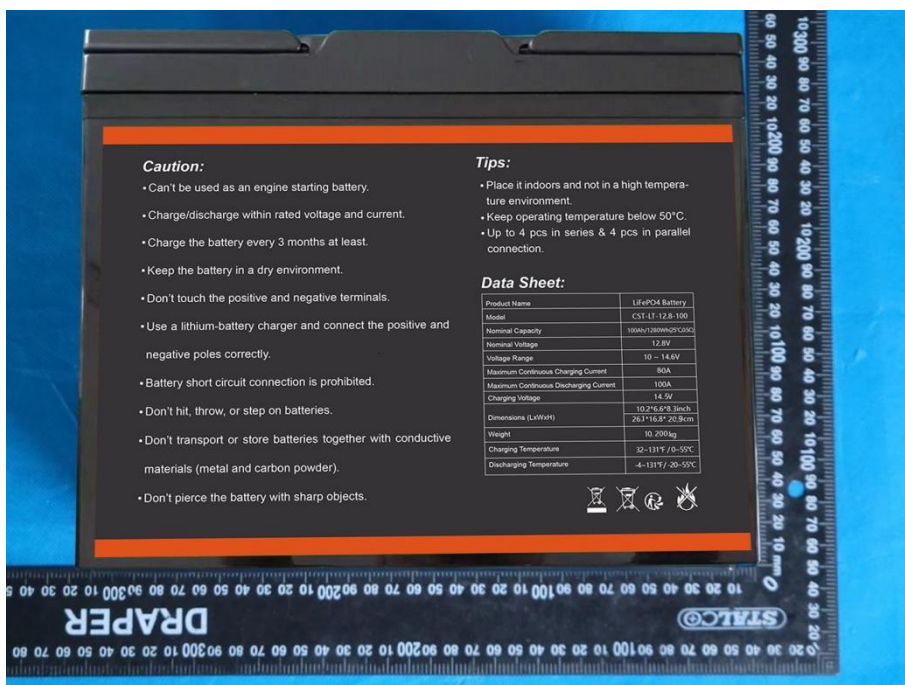 Caution:
• Can't be used as an engine starting battery.
• Charge/discharge within rated voltage and current.
• Charge the battery every 3 months at least.
• Keep the battery in a dry environment.
• Don't touch the positive and negative terminals.
• Use a lithium-battery charger and connect the positive and
negative poles correctly.
• Battery short circuit connection is prohibited.
• Don't hit, throw, or step on batteries.
• Don't transport or store batteries together with conductive
materials (metal and carbon powder).
• Don't pierce the battery with sharp objects.
Tips:
• Place it indoors and not in a high tempera-
ture environment.
• Keep operating temperature below 50°C.
• Up to 4 pcs in series & 4 pcs in parallel
connection.
Data Sheet:
Product Name LiFePO4 Battery
Model CST-LT-12.8-100
Nominal Capacity 100Ah/1280Wh(25°C,0.5C)
Nominal Voltage 12.8V
Voltage Range 10 ~ 14.6V
Maximum Continuous Charging Current 80A
Maximum Continuous Discharging Current 100A
Charging Voltage 14.5V
Dimensions (LxWxH) 10.2*6.6*8.3inch
26.1*16.8* 20.9cm
Weight 10.200kg
Charging Temperature 32~131°F / 0~55°C
Discharging Temperature -4~131°F / -20~55°C
DRAPER
STALCO